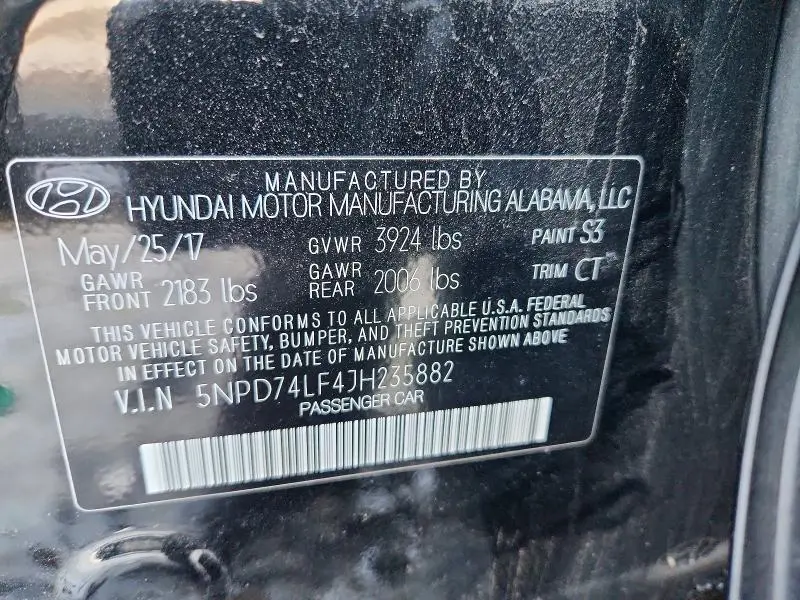 MANUFACTURED BY
HYUNDAI MOTOR MANUFACTURING ALABAMA, LLC
May/25/17 GVWR 3924 lbs PAINT S3
GAWR FRONT 2183 lbs GAWR REAR 2006 lbs TRIM CT
THIS VEHICLE CONFORMS TO ALL APPLICABLE U.S.A. FEDERAL
MOTOR VEHICLE SAFETY, BUMPER, AND THEFT PREVENTION STANDARDS
IN EFFECT ON THE DATE OF MANUFACTURE SHOWN ABOVE
V.I.N 5NPD74LF4JH235882
PASSENGER CAR